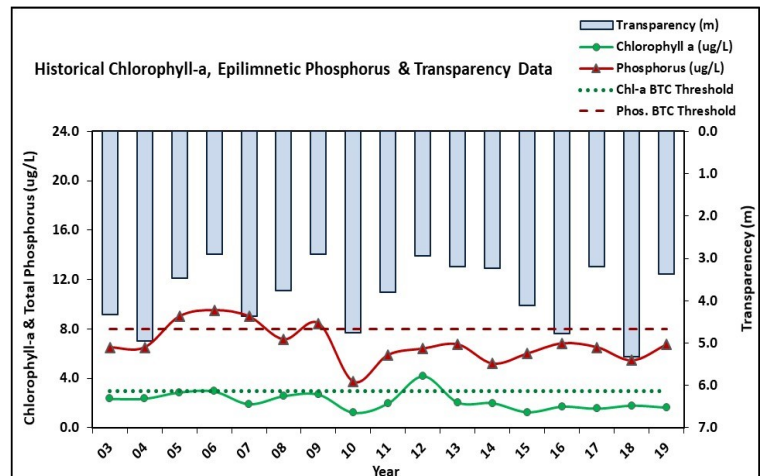 Transparency (m)
Chlorophyll a (ug/L)
Phosphorus (ug/L)
Chl-a BTC Threshold
Phos. BTC Threshold
Historical Chlorophyll-a, Epilimnetic Phosphorus & Transparency Data
Chlorophyll-a & Total Phosphorus (ug/L)
24.0
20.0
16.0
12.0
8.0
4.0
0.0
0.0
1.0
2.0
3.0
4.0
5.0
6.0
7.0
Transparencey (m)
03 04 05 06 07 08 09 10 11 12 13 14 15 16 17 18 19
Year